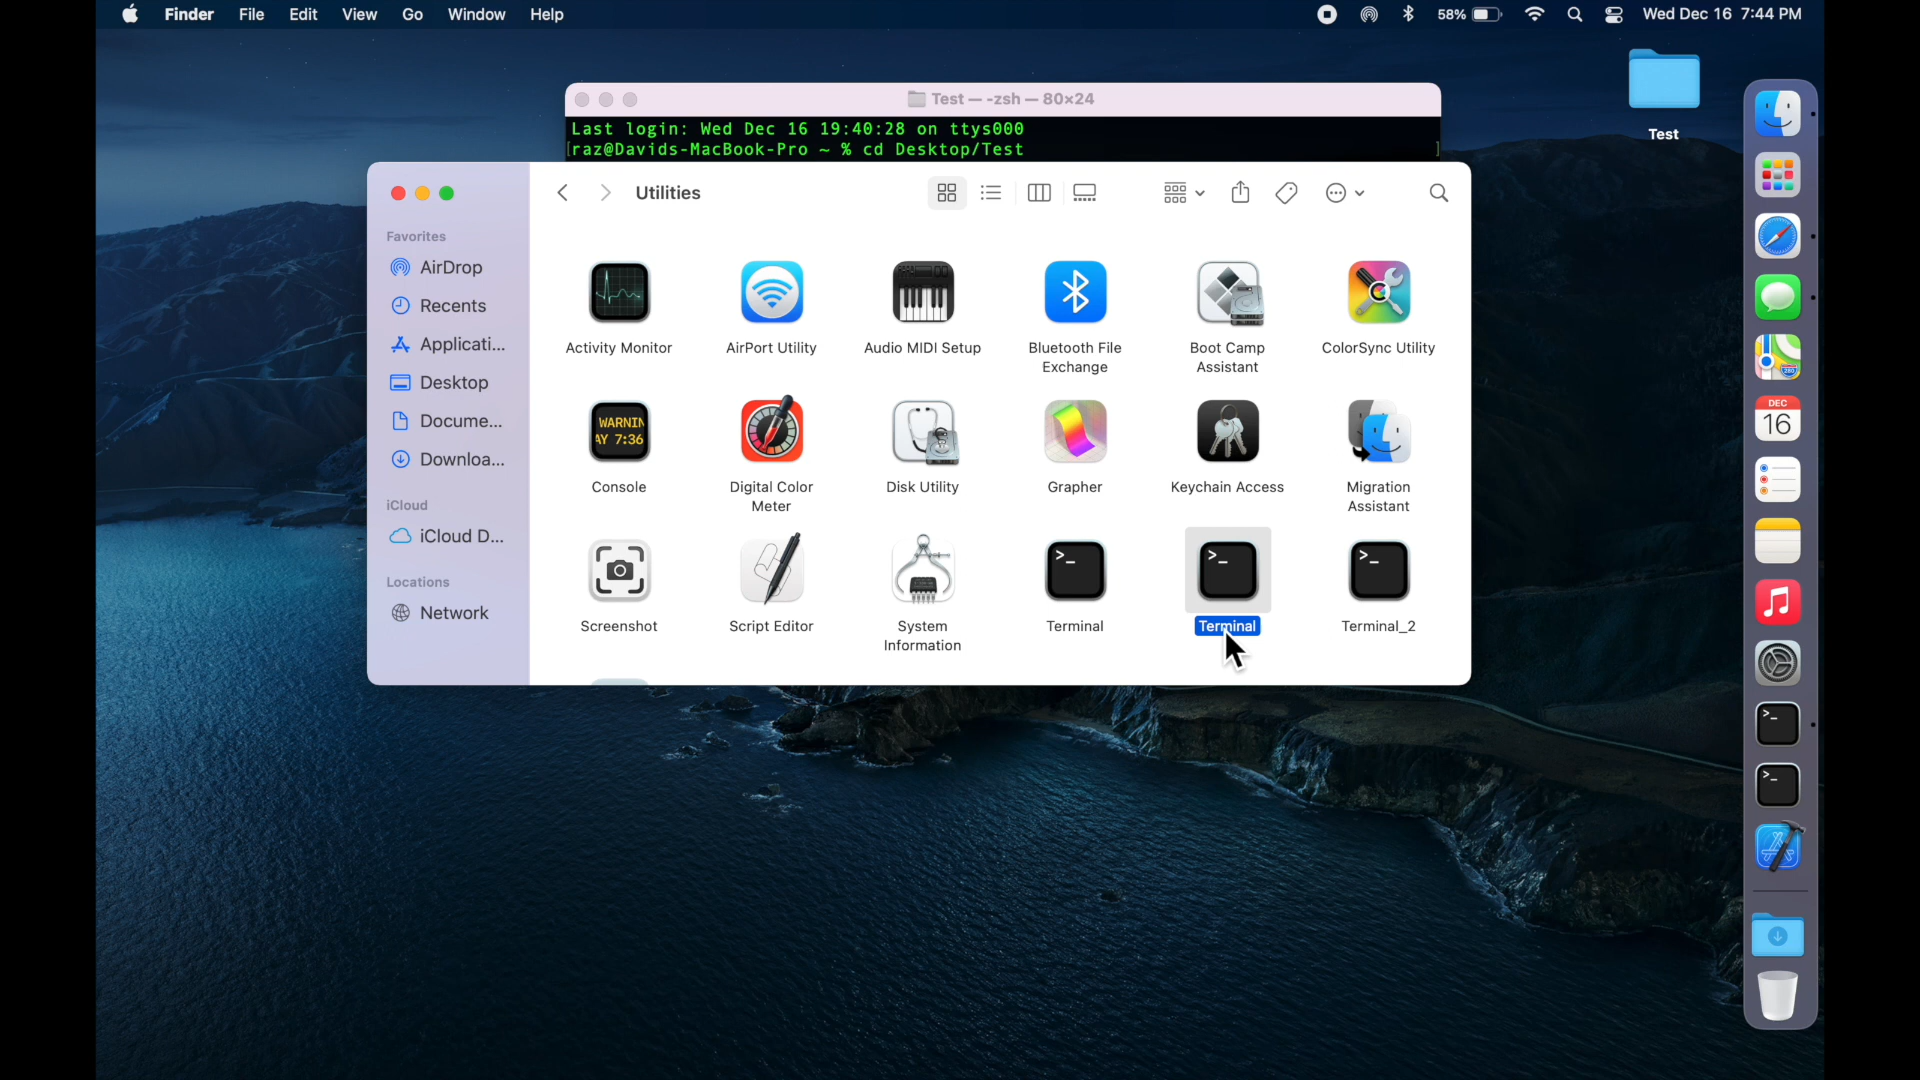 Finder File Edit View Go Window Help 58% Wed Dec 16 7:44 PM
Test
Test — -zsh — 80×24
Last login: Wed Dec 16 19:40:28 on ttys000
[raz@Davids-MacBook-Pro ~ % cd Desktop/Test ]
Utilities
Favorites
AirDrop
Recents
Applicati...
Desktop
Docume...
Downloa...
iCloud
iCloud D...
Locations
Network
Activity Monitor
AirPort Utility
Audio MIDI Setup
Bluetooth File
Exchange
Boot Camp
Assistant
ColorSync Utility
WARNIN
AY 7:36
Console
Digital Color
Meter
Disk Utility
Grapher
Keychain Access
Migration
Assistant
Screenshot
Script Editor
System
Information
>_
Terminal
>_
Terminal
>_
Terminal_2
280
DEC
16
>_
>_